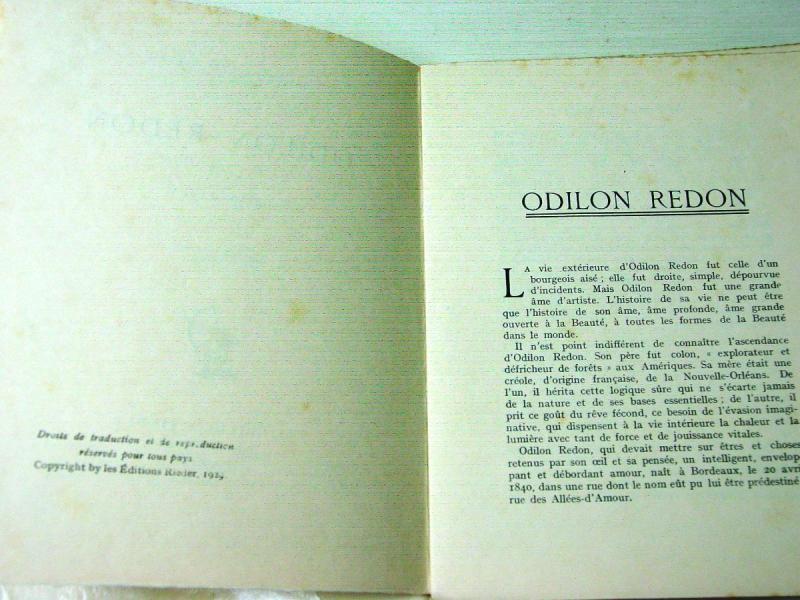 Droits de traduction et de reproduction
réservés pour tous pays
Copyright by les Éditions Rieder, 1929
ODILON REDON
LA vie extérieure d'Odilon Redon fut celle d'un
bourgeois aisé ; elle fut droite, simple, dépourvue
d'incidents. Mais Odilon Redon fut une grande
âme d'artiste. L'histoire de sa vie ne peut être
que l'histoire de son âme, âme profonde, âme grande
ouverte à la Beauté, à toutes les formes de la Beauté
dans le monde.
Il n'est point indifférent de connaître l'ascendance
d'Odilon Redon. Son père fut colon, « explorateur et
défricheur de forêts » aux Amériques. Sa mère était une
créole, d'origine française, de la Nouvelle-Orléans. De
l'un, il hérita cette logique sûre qui ne s'écarte jamais
de la nature et de ses bases essentielles ; de l'autre, il
prit ce goût du rêve fécond, ce besoin de l'évasion imagi-
native, qui dispensent à la vie intérieure la chaleur et la
lumière avec tant de force et de jouissance vitales.
Odilon Redon, qui devait mettre sur êtres et choses
retenus par son œil et sa pensée, un intelligent, envelop
pant et débordant amour, naît à Bordeaux, le 20 avri
1840, dans une rue dont le nom eût pu lui être prédestiné
rue des Allées-d'Amour.